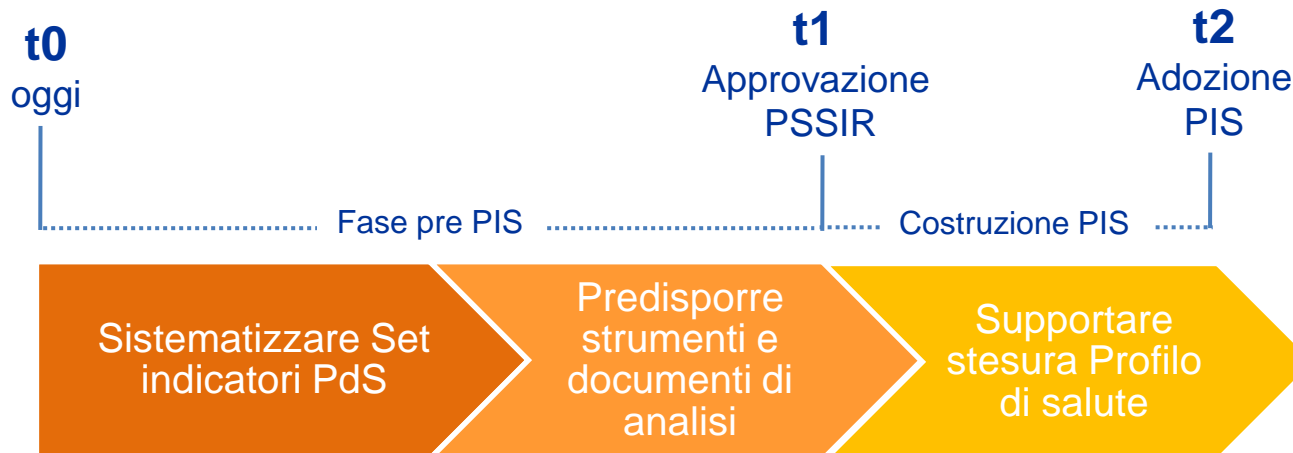 t0
oggi
t1
Approvazione
PSSIR
t2
Adozione
PIS
Fase pre PIS
Costruzione PIS
Sistematizzare Set
indicatori PdS
Predisporre
strumenti e
documenti di
analisi
Supportare
stesura Profilo
di salute